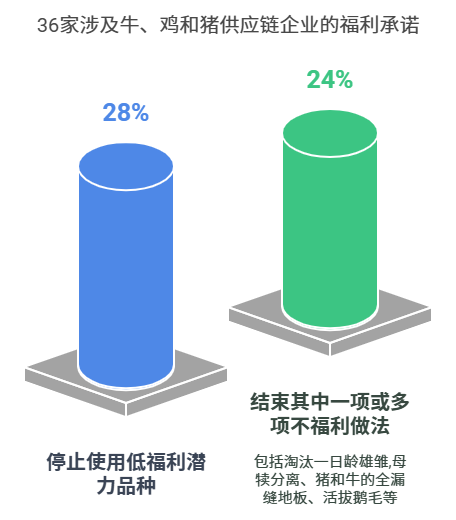 36家涉及牛、鸡和猪供应链企业的福利承诺
24%
28%
结束其中一项或多
项不福利做法
停止使用低福利潜
力品种
包括淘汰一日龄雄雏,母
犊分离、猪和牛的全漏
缝地板、活拔鹅毛等